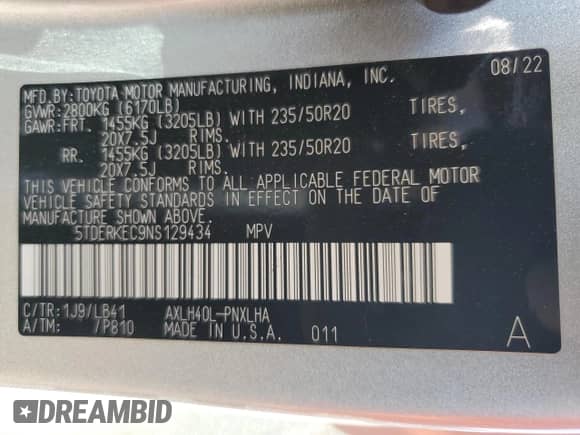 MFD.BY:TOYOTA MOTOR MANUFACTURING, INDIANA, INC. 08/22
GVWR:2800KG (6170LB)
GAWR:FRT. 1455KG (3205LB) WITH 235/50R20 TIRES,
20X7.5J RIMS.
RR. 1455KG (3205LB) WITH 235/50R20 TIRES,
20X7.5J RIMS.
THIS VEHICLE CONFORMS TO ALL APPLICABLE FEDERAL MOTOR
VEHICLE SAFETY STANDARDS IN EFFECT ON THE DATE OF
MANUFACTURE SHOWN ABOVE.
5TDERKEC9NS129434 MPV
C/TR:1J9/LB41 AXLH40L-PNXLHA
A/TM: /P810 MADE IN U.S.A. 011 A
DREAMBID